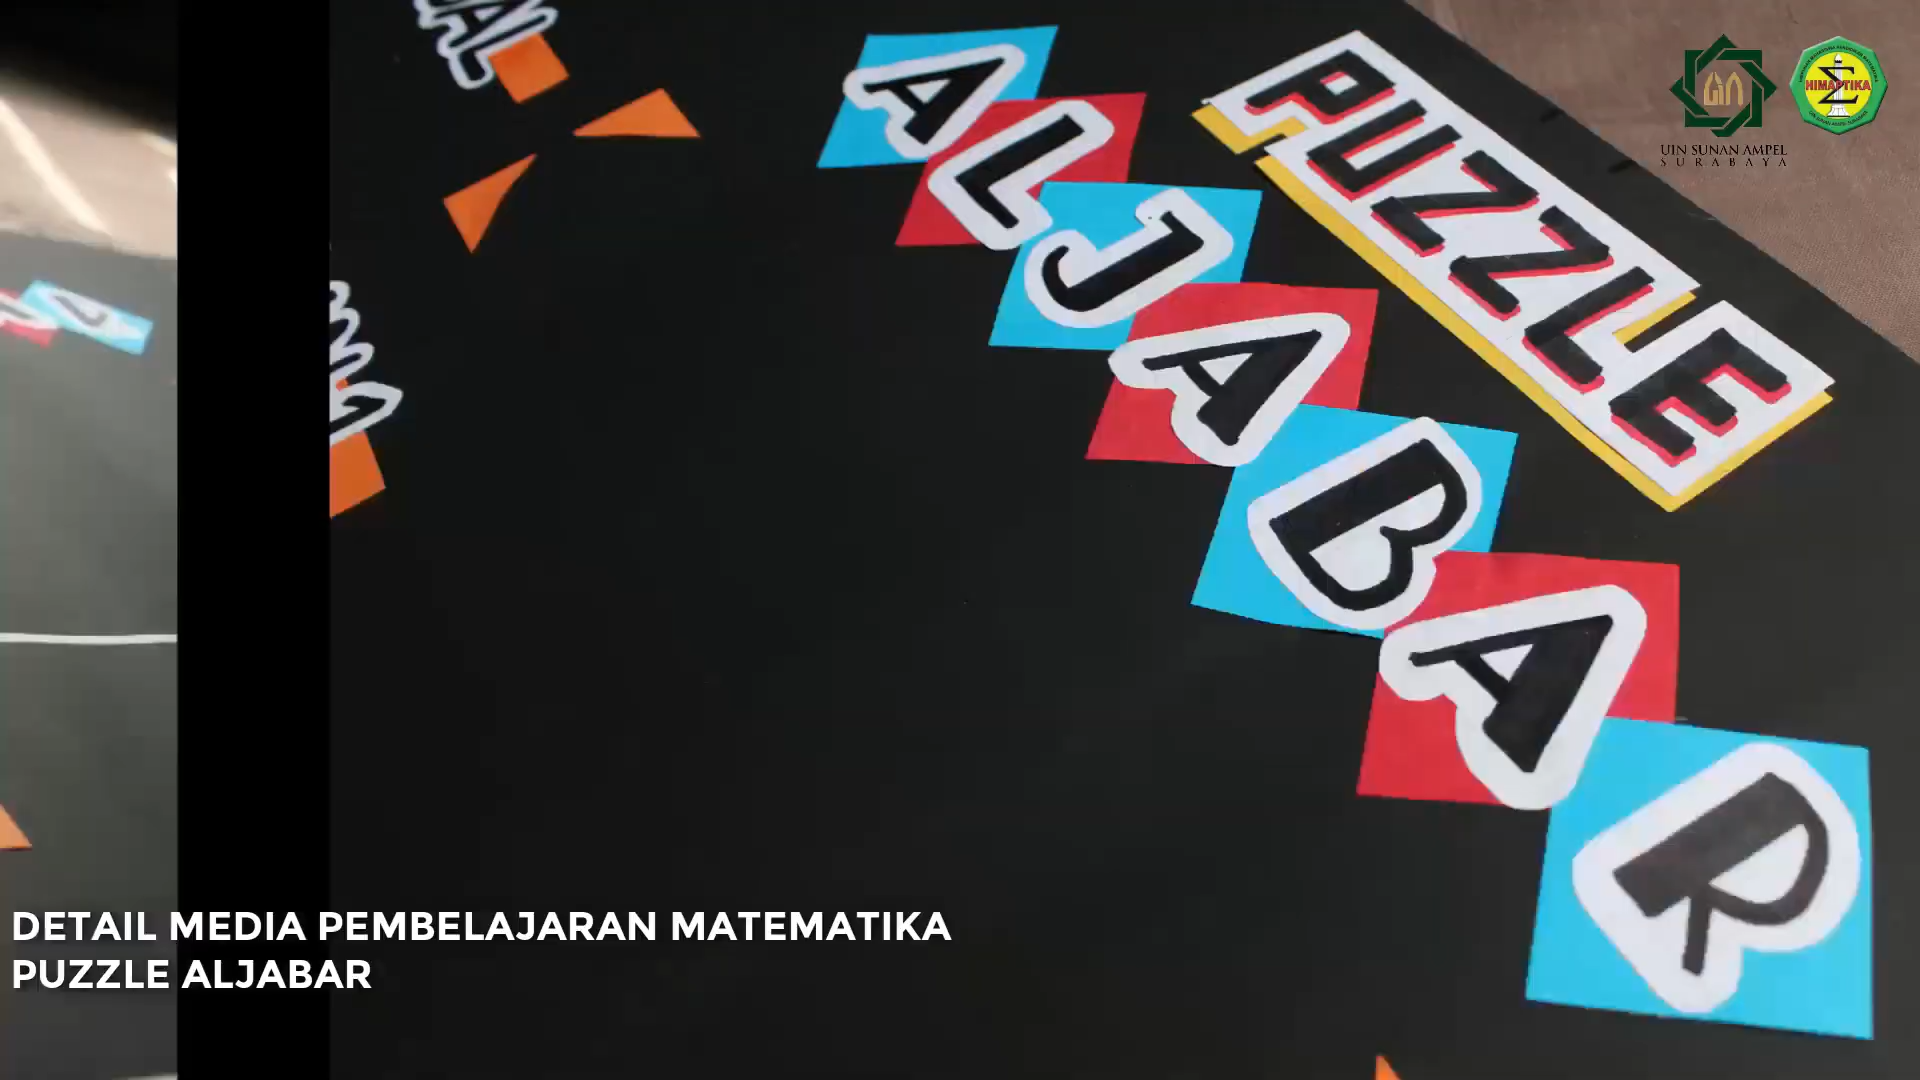 PUZZLE
ALJABAR
UIN SUNAN AMPEL
SURABAYA
HIMAPTIKA
DETAIL MEDIA PEMBELAJARAN MATEMATIKA
PUZZLE ALJABAR